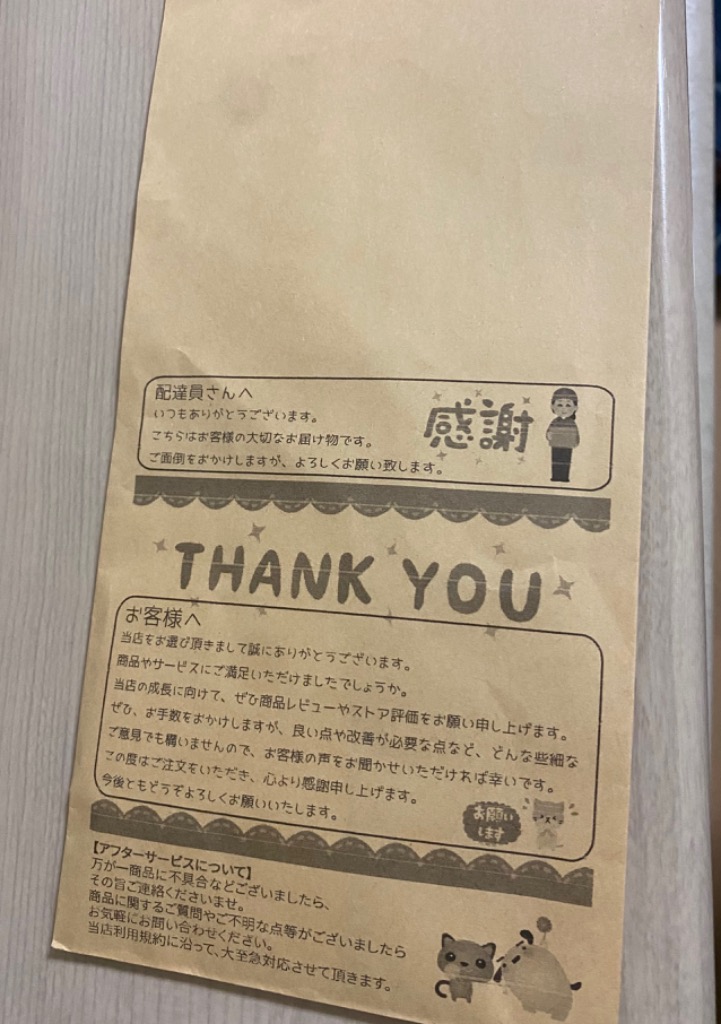 配達員さんへ
いつもありがとうございます。
こちらはお客様の大切なお届け物です。
ご面倒をおかけしますが、よろしくお願い致します。
感謝
THANK YOU
お客様へ
当店をお選び頂きまして誠にありがとうございます。
商品やサービスにご満足いただけましたでしょうか。
当店の成長に向けて、ぜひ商品レビューやストア評価をお願い申し上げます。
ぜひ、お手数をおかけしますが、良い点や改善が必要な点など、どんな些細な
ご意見でも構いませんので、お客様の声をお聞かせいただければ幸いです。
この度はご注文をいただき、心より感謝申し上げます。
今後ともどうぞよろしくお願いいたします。
お願い
します
【アフターサービスについて】
万が一商品に不具合などございましたら、
その旨ご連絡くださいませ。
商品に関するご質問やご不明な点等がございましたら
お気軽にお問い合わせください。
当店利用規約に沿って、大至急対応させて頂きます。